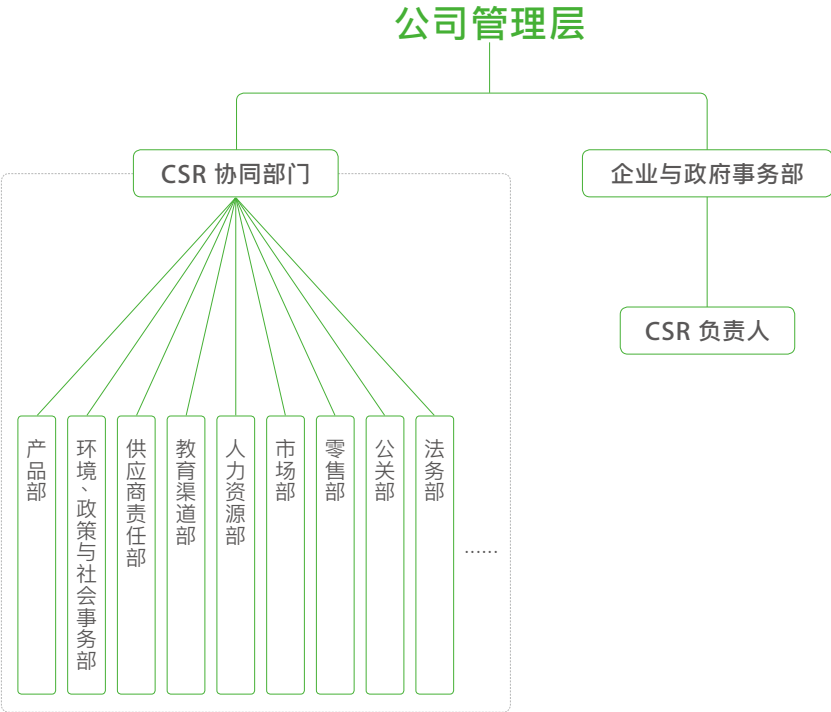 公司管理层
CSR 协同部门
企业与政府事务部
CSR 负责人
产品部
环境、政策与社会事务部
供应商责任部
教育渠道部
人力资源部
市场部
零售部
公关部
法务部
……